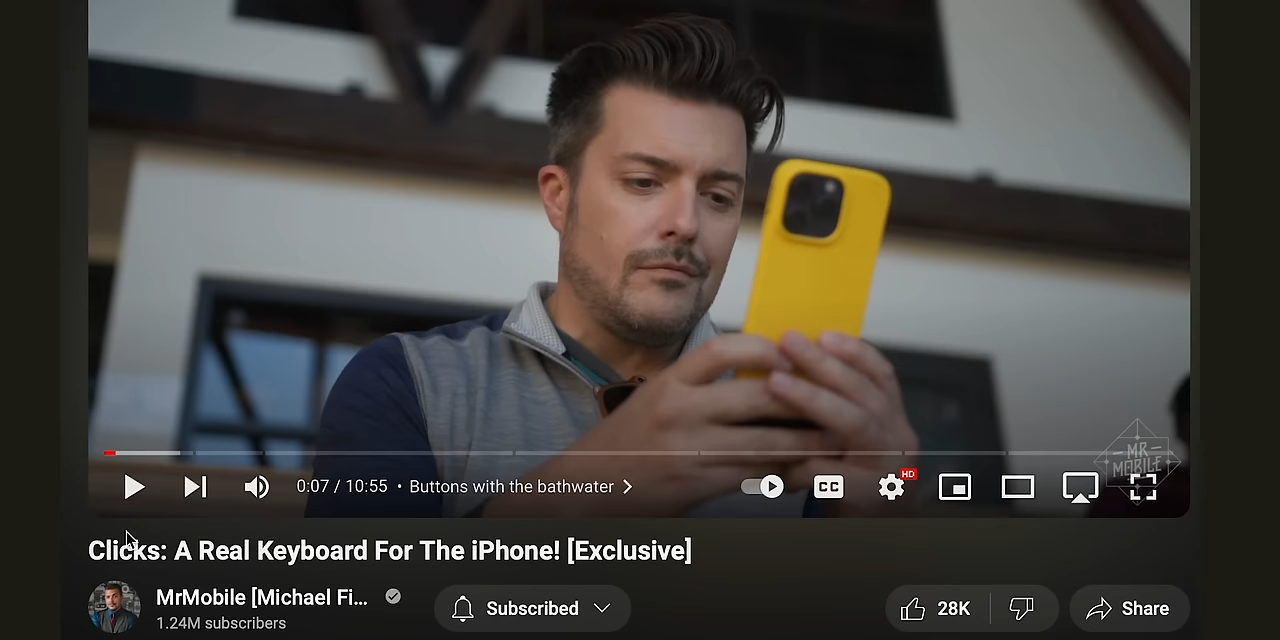 MR
MOBILE
0:07 / 10:55 • Buttons with the bathwater
CC
HD
Clicks: A Real Keyboard For The iPhone! [Exclusive]
MrMobile [Michael Fi...
1.24M subscribers
Subscribed
28K
Share